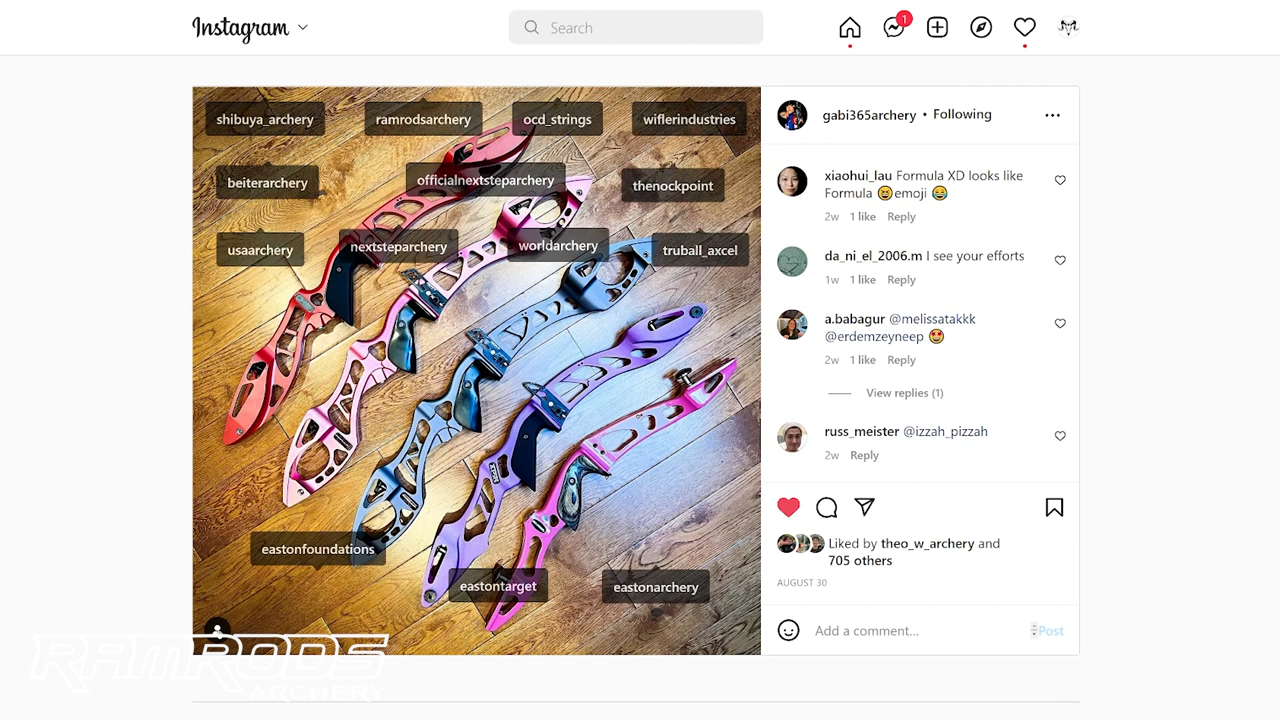 Instagram
Search
1
shibuya_archery
ramrodsarchery
ocd_strings
wiflerindustries
beiterarchery
officialnextsteparchery
thenockpoint
usaarchery
nextsteparchery
worldarchery
truball_axcel
eastonfoundations
eastontarget
eastonarchery
gabi365archery • Following
xiaohui_lau Formula XD looks like
Formula 😆emoji 😂
2w 1 like Reply
da_ni_el_2006.m I see your efforts
1w 1 like Reply
a.babagur @melissatakkk
@erdemzeyneep 😍
2w 1 like Reply
View replies (1)
russ_meister @izzah_pizzah
2w Reply
Liked by theo_w_archery and
705 others
AUGUST 30
Add a comment...
Post
RAMRODS
ARCHERY